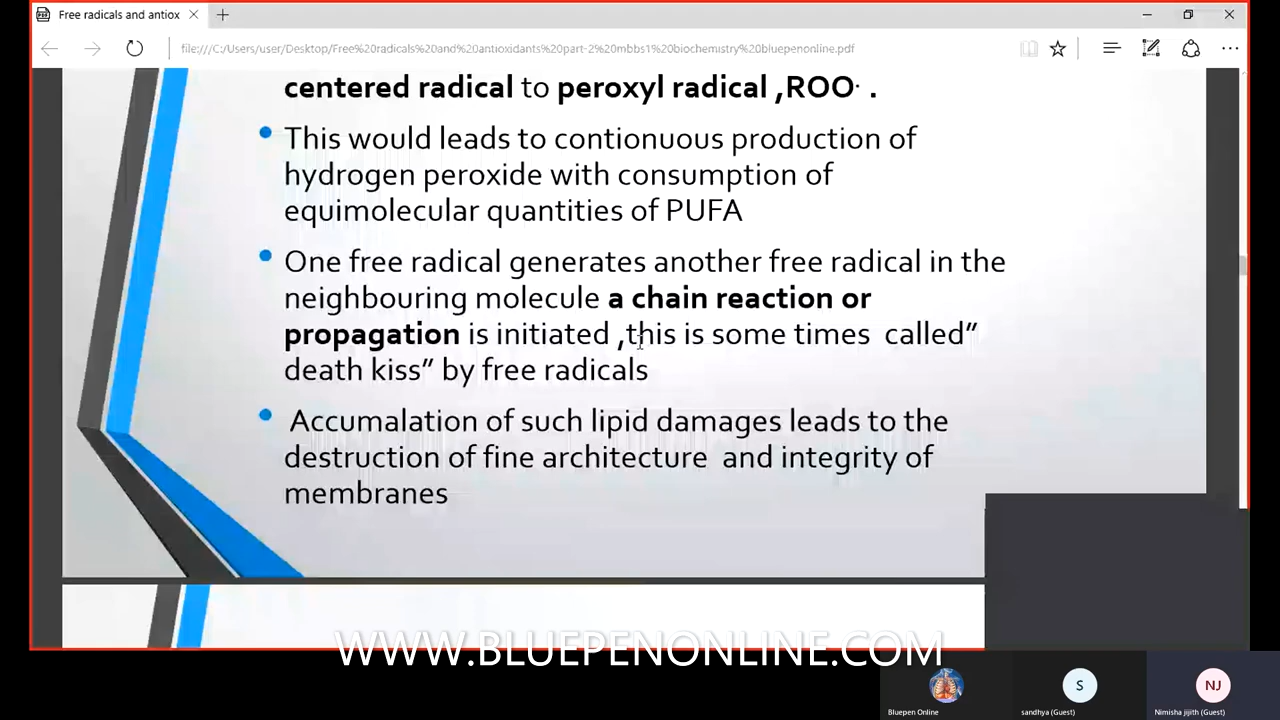 Free radicals and antiox
file:///C:/Users/user/Desktop/Free%20radicals%20and%20antioxidants%20part-2%20mbbs1%20biochemistry%20bluepenonline.pdf
centered radical to peroxyl radical ,ROO· .
This would leads to contionuous production of
hydrogen peroxide with consumption of
equimolecular quantities of PUFA
One free radical generates another free radical in the
neighbouring molecule a chain reaction or
propagation is initiated ,this is some times called”
death kiss” by free radicals
Accumalation of such lipid damages leads to the
destruction of fine architecture and integrity of
membranes
WWW.BLUEPENONLINE.COM
S
NJ
Bluepen Online
sandhya (Guest)
Nimisha jijith (Guest)